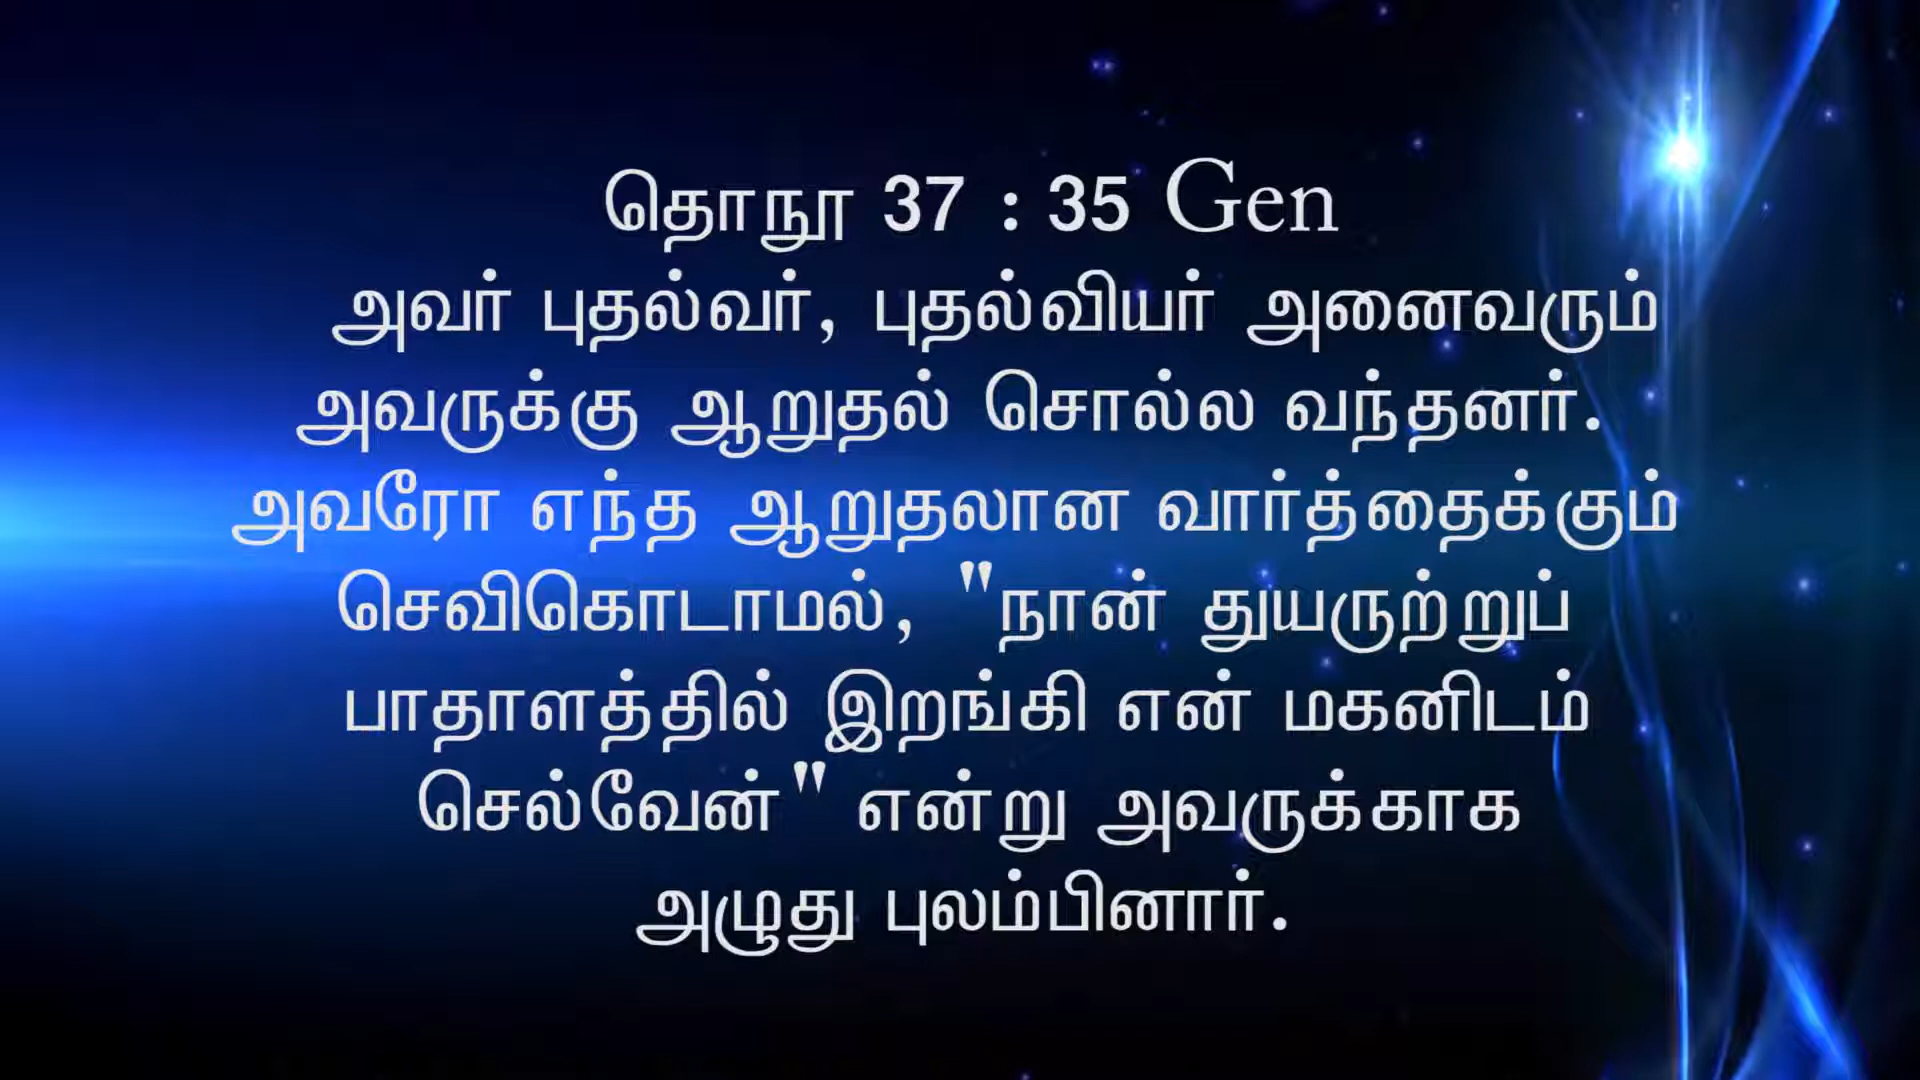 தொநூ 37 : 35 Gen
அவர் புதல்வர், புதல்வியர் அனைவரும்
அவருக்கு ஆறுதல் சொல்ல வந்தனர்.
அவரோ எந்த ஆறுதலான வார்த்தைக்கும்
செவிகொடாமல், "நான் துயருற்றுப்
பாதாளத்தில் இறங்கி என் மகனிடம்
செல்வேன்" என்று அவருக்காக
அழுது புலம்பினார்.